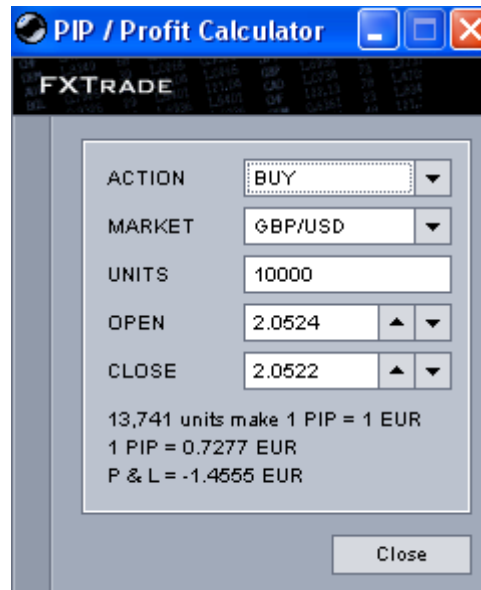 PIP / Profit Calculator
FXTRADE
ACTION BUY
MARKET GBP/USD
UNITS 10000
OPEN 2.0524
CLOSE 2.0522
13,741 units make 1 PIP = 1 EUR
1 PIP = 0.7277 EUR
P & L = -1.4555 EUR
Close